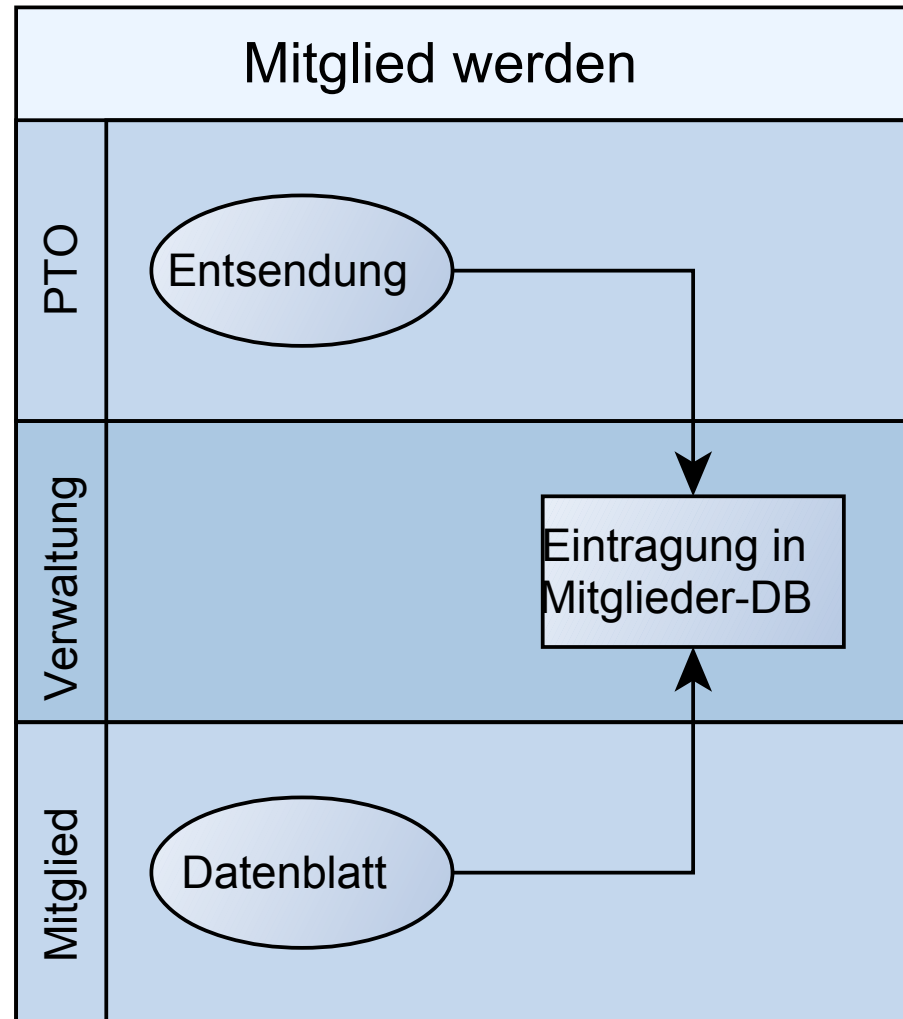 Mitglied werden
PTO
Entsendung
Verwaltung
Eintragung in
Mitglieder-DB
Mitglied
Datenblatt